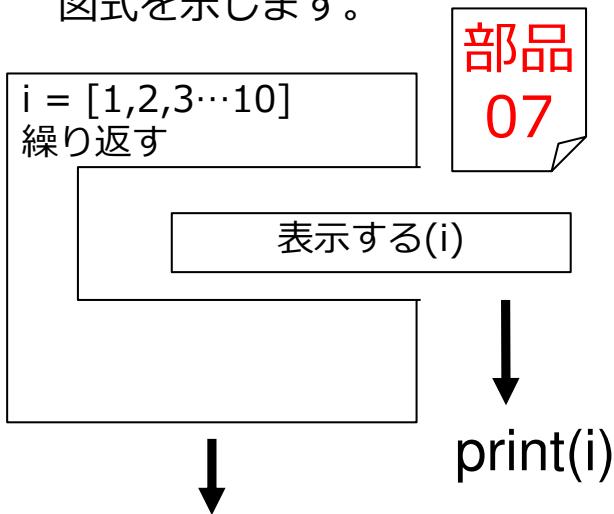 図式を示します。
部品
07
i = [1,2,3…10]
繰り返す
表示する(i)
print(i)